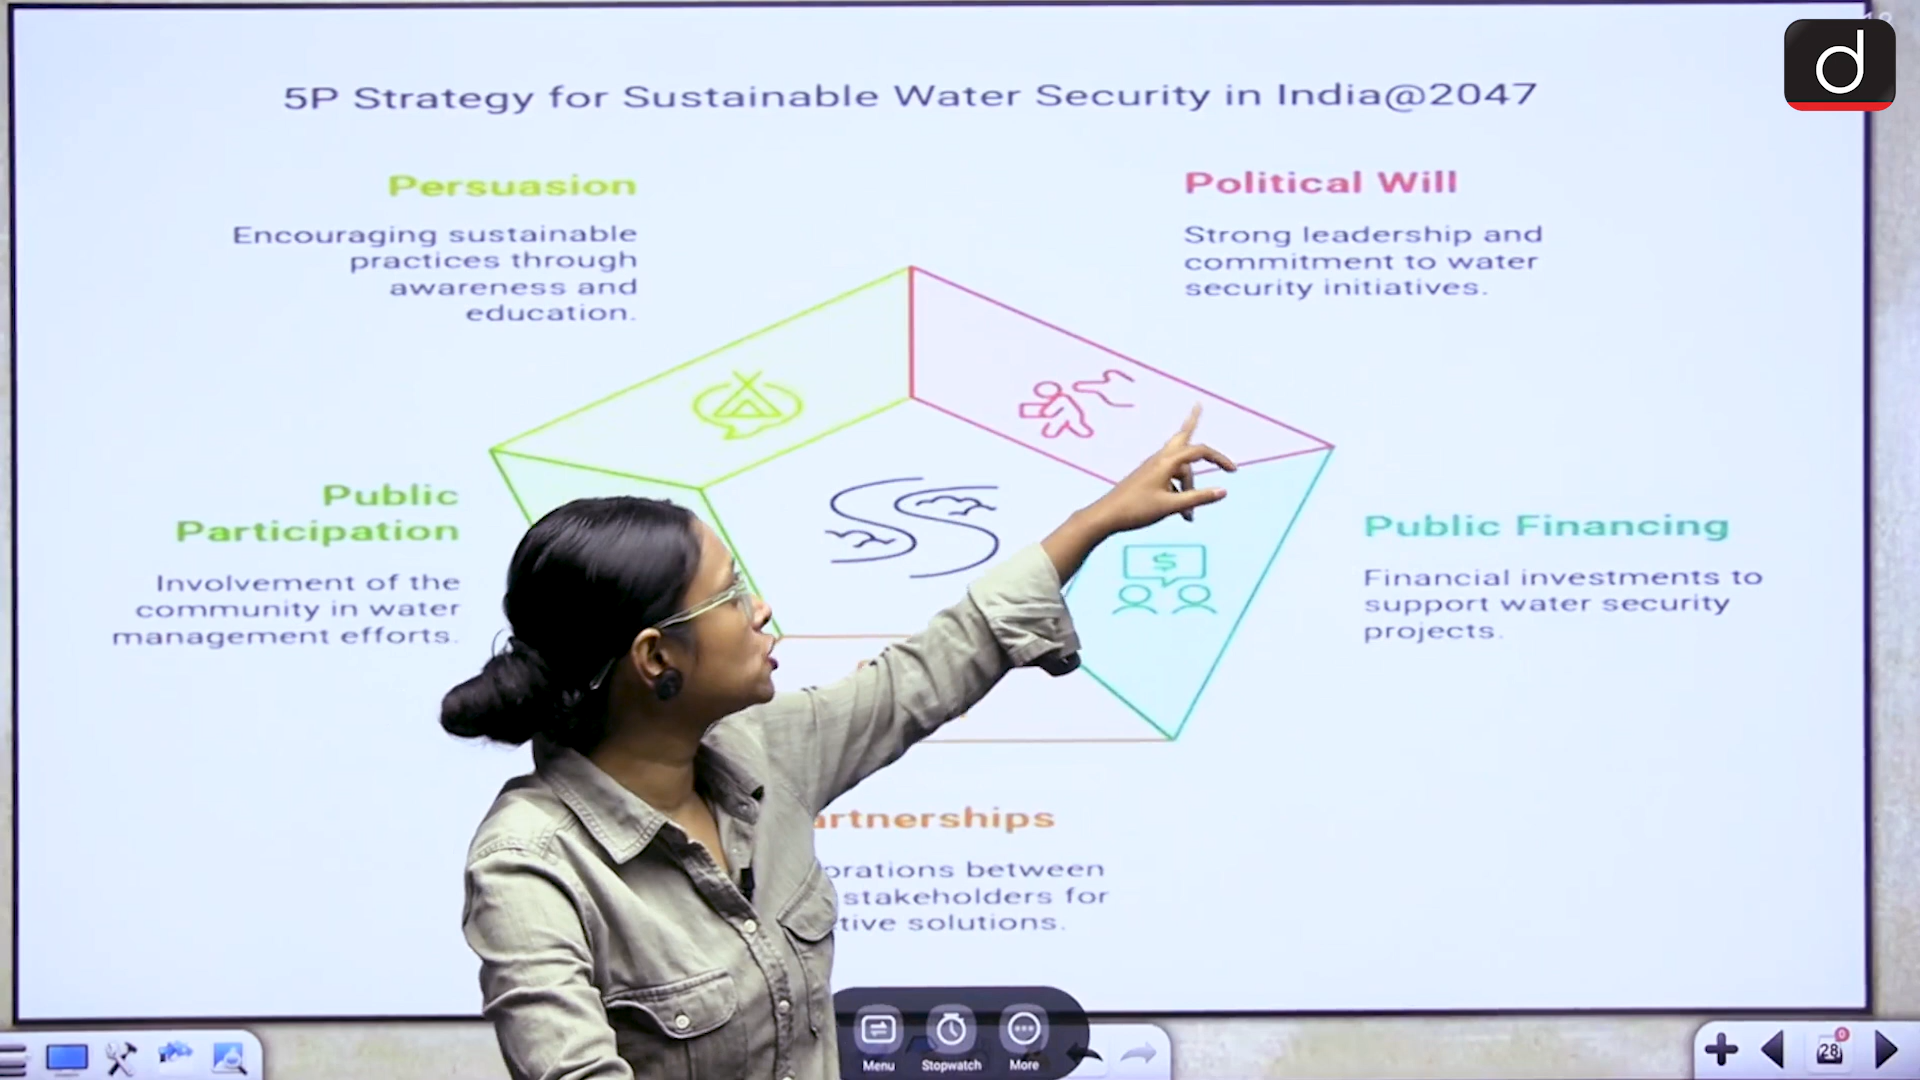 5P Strategy for Sustainable Water Security in India@2047
Persuasion
Encouraging sustainable
practices through
awareness and
education.
Political Will
Strong leadership and
commitment to water
security initiatives.
Public
Participation
Involvement of the
community in water
management efforts.
Public Financing
Financial investments to
support water security
projects.
artnerships
orations between
stakeholders for
tive solutions.
$
d
Menu
Stopwatch
More
28
0